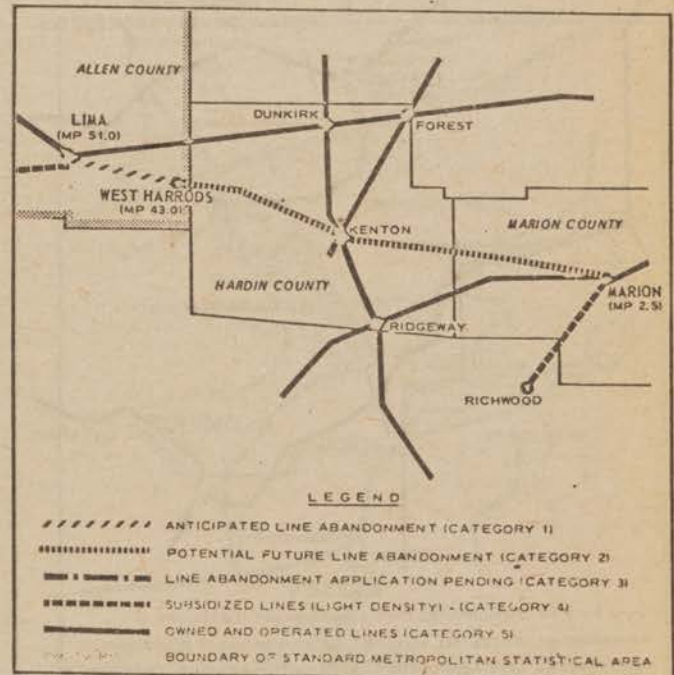 ALLEN COUNTY
LIMA
(MP 51.0)
DUNKIRK
FOREST
WEST HARRODS
(MP 43.0)
KENTON
MARION COUNTY
HARDIN COUNTY
MARION
(MP 2.5)
RIDGEWAY
RICHWOOD
LEGEND
ANTICIPATED LINE ABANDONMENT (CATEGORY 1)
POTENTIAL FUTURE LINE ABANDONMENT (CATEGORY 2)
LINE ABANDONMENT APPLICATION PENDING (CATEGORY 3)
SUBSIDIZED LINES (LIGHT DENSITY) - (CATEGORY 4)
OWNED AND OPERATED LINES (CATEGORY 5)
BOUNDARY OF STANDARD METROPOLITAN STATISTICAL AREA